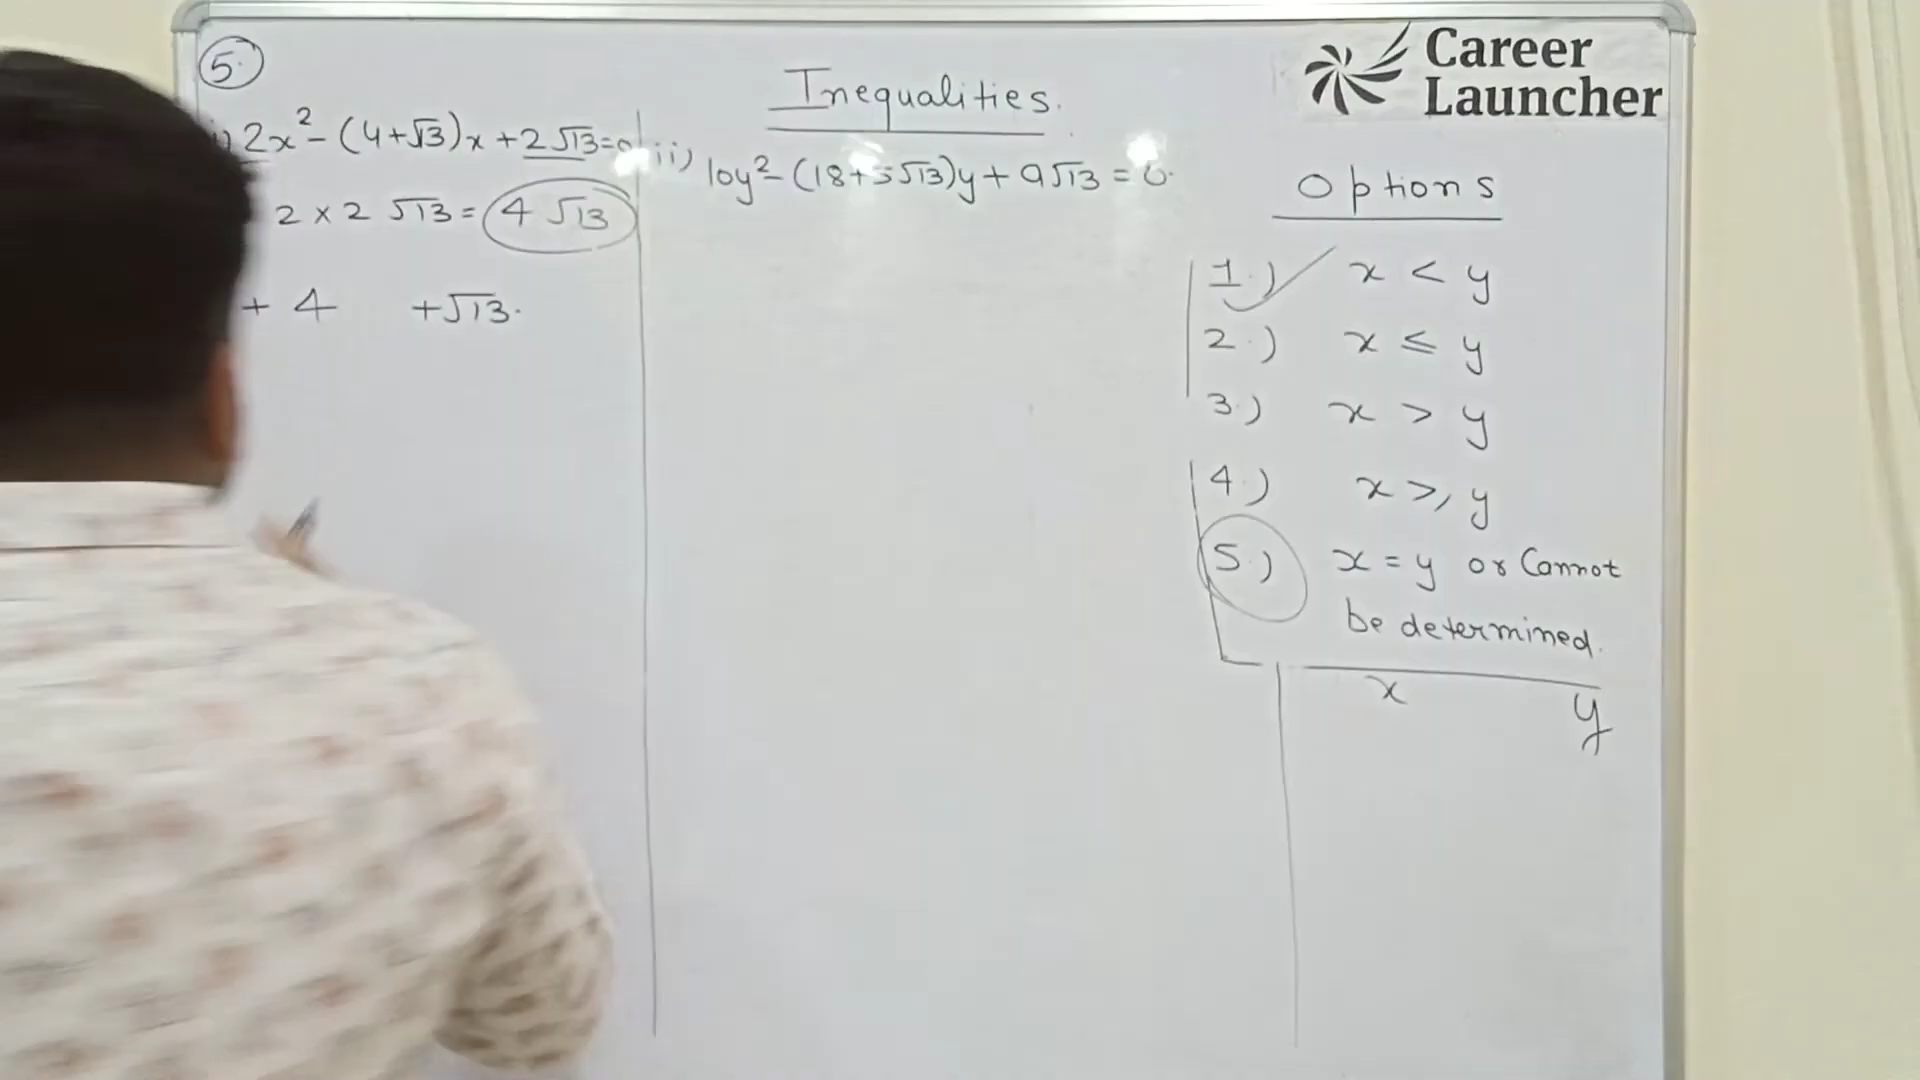 5.
Inequalities.
Career
Launcher
2x² - (4+√13)x + 2√13=0
2 x 2 √13 = 4 √13
+ 4 +√13.
ii) 10y² - (18+5√13)y + 9√13 = 0.
Options
1.) x < y
2.) x ≤ y
3.) x > y
4.) x >, y
5.) x = y or Cannot
be determined.
x y